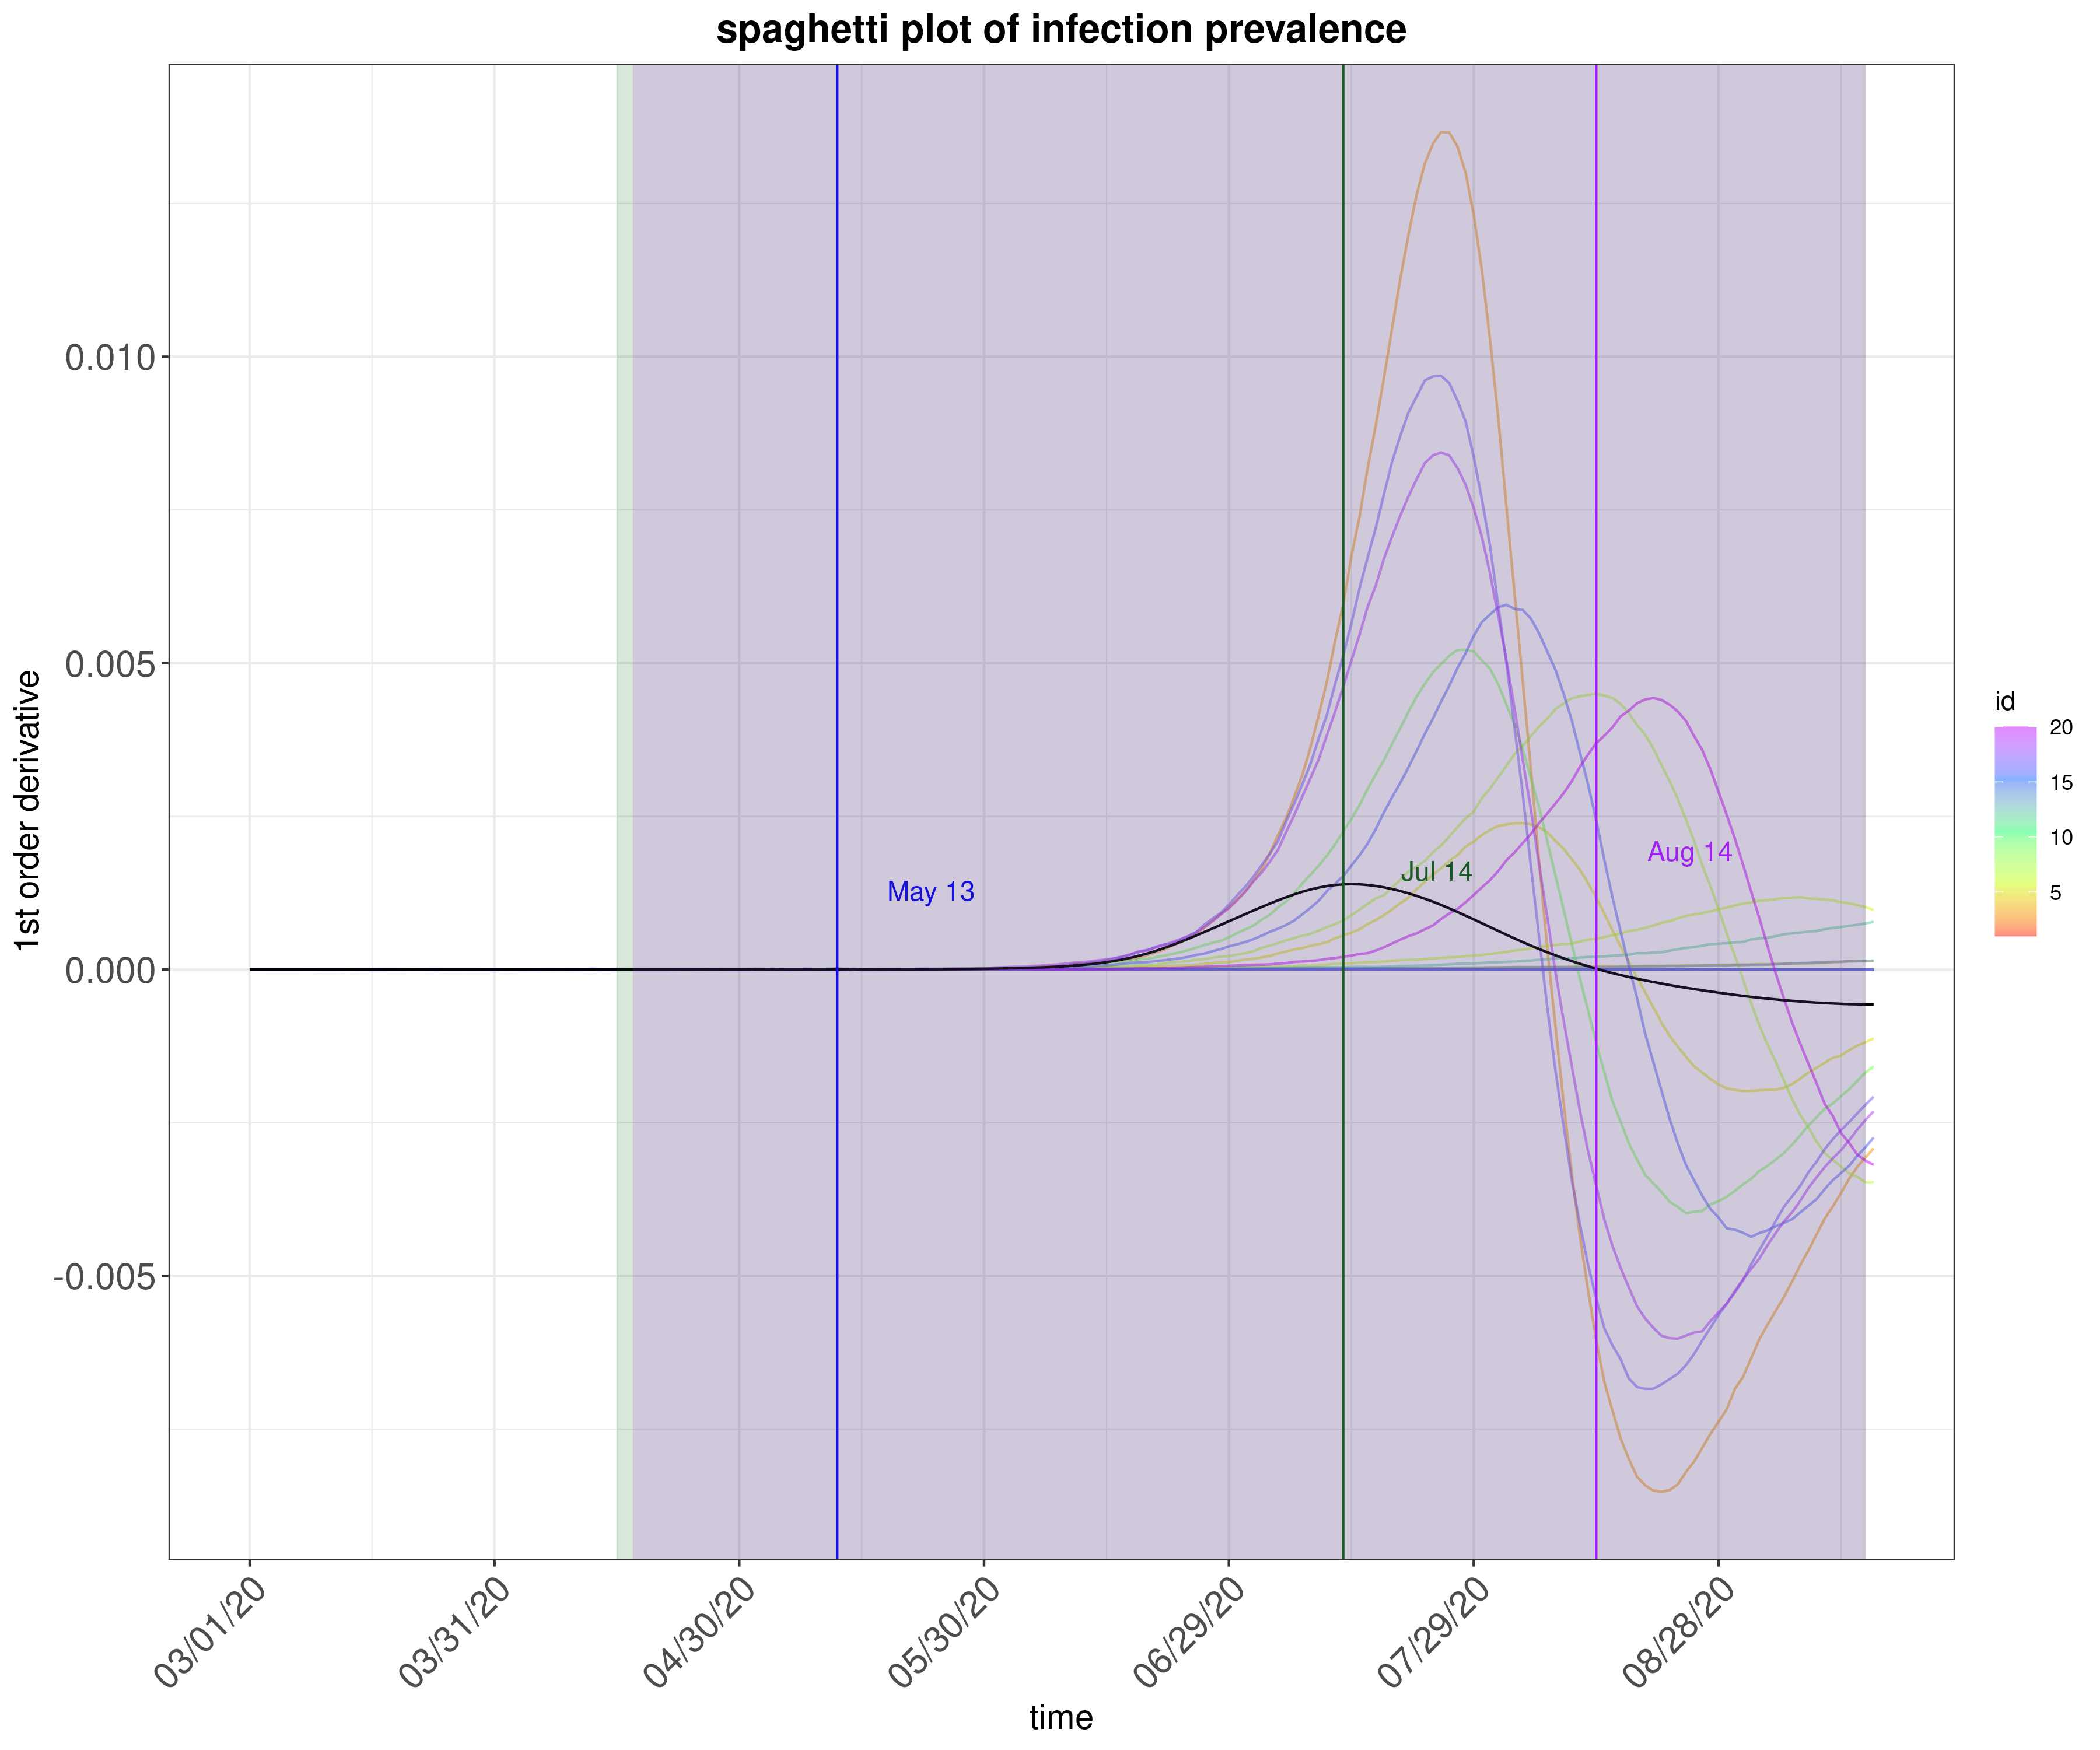 spaghetti plot of infection prevalence
1st order derivative
0.010
0.005
0.000
-0.005
May 13
Jul 14
Aug 14
id
20
15
10
5
03/01/20
03/31/20
04/30/20
05/30/20
06/29/20
07/29/20
08/28/20
time